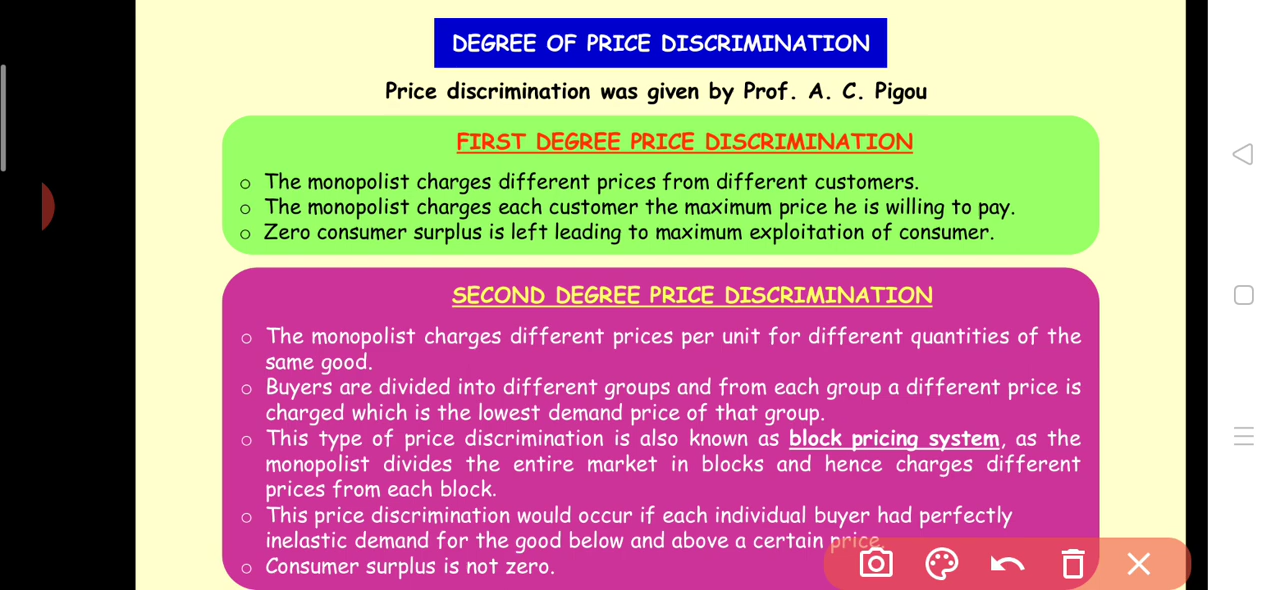 DEGREE OF PRICE DISCRIMINATION
Price discrimination was given by Prof. A. C. Pigou
FIRST DEGREE PRICE DISCRIMINATION
○ The monopolist charges different prices from different customers.
○ The monopolist charges each customer the maximum price he is willing to pay.
○ Zero consumer surplus is left leading to maximum exploitation of consumer.
SECOND DEGREE PRICE DISCRIMINATION
○ The monopolist charges different prices per unit for different quantities of the
same good.
○ Buyers are divided into different groups and from each group a different price is
charged which is the lowest demand price of that group.
○ This type of price discrimination is also known as block pricing system, as the
monopolist divides the entire market in blocks and hence charges different
prices from each block.
○ This price discrimination would occur if each individual buyer had perfectly
inelastic demand for the good below and above a certain price.
○ Consumer surplus is not zero.